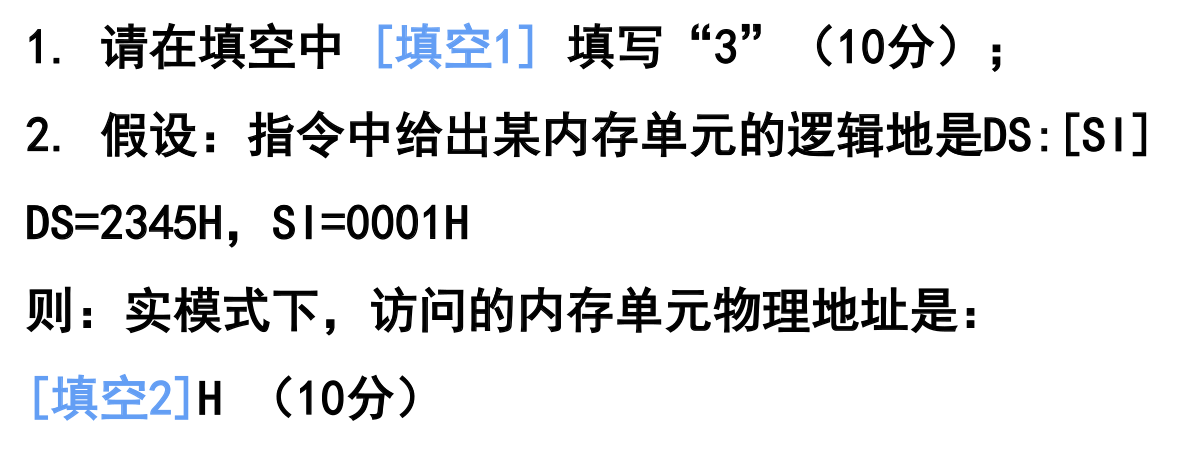 1. 请在填空中 [填空1] 填写“3”（10分）；
2. 假设：指令中给出某内存单元的逻辑地是DS:[SI]
DS=2345H，SI=0001H
则：实模式下，访问的内存单元物理地址是：
[填空2]H （10分）